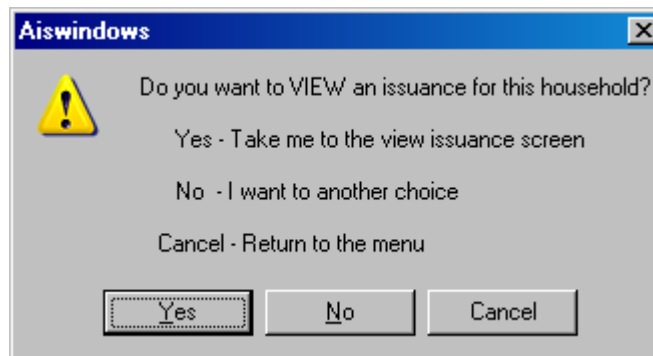 Aiswindows
Do you want to VIEW an issuance for this household?
Yes - Take me to the view issuance screen
No - I want to another choice
Cancel - Return to the menu
Yes No Cancel